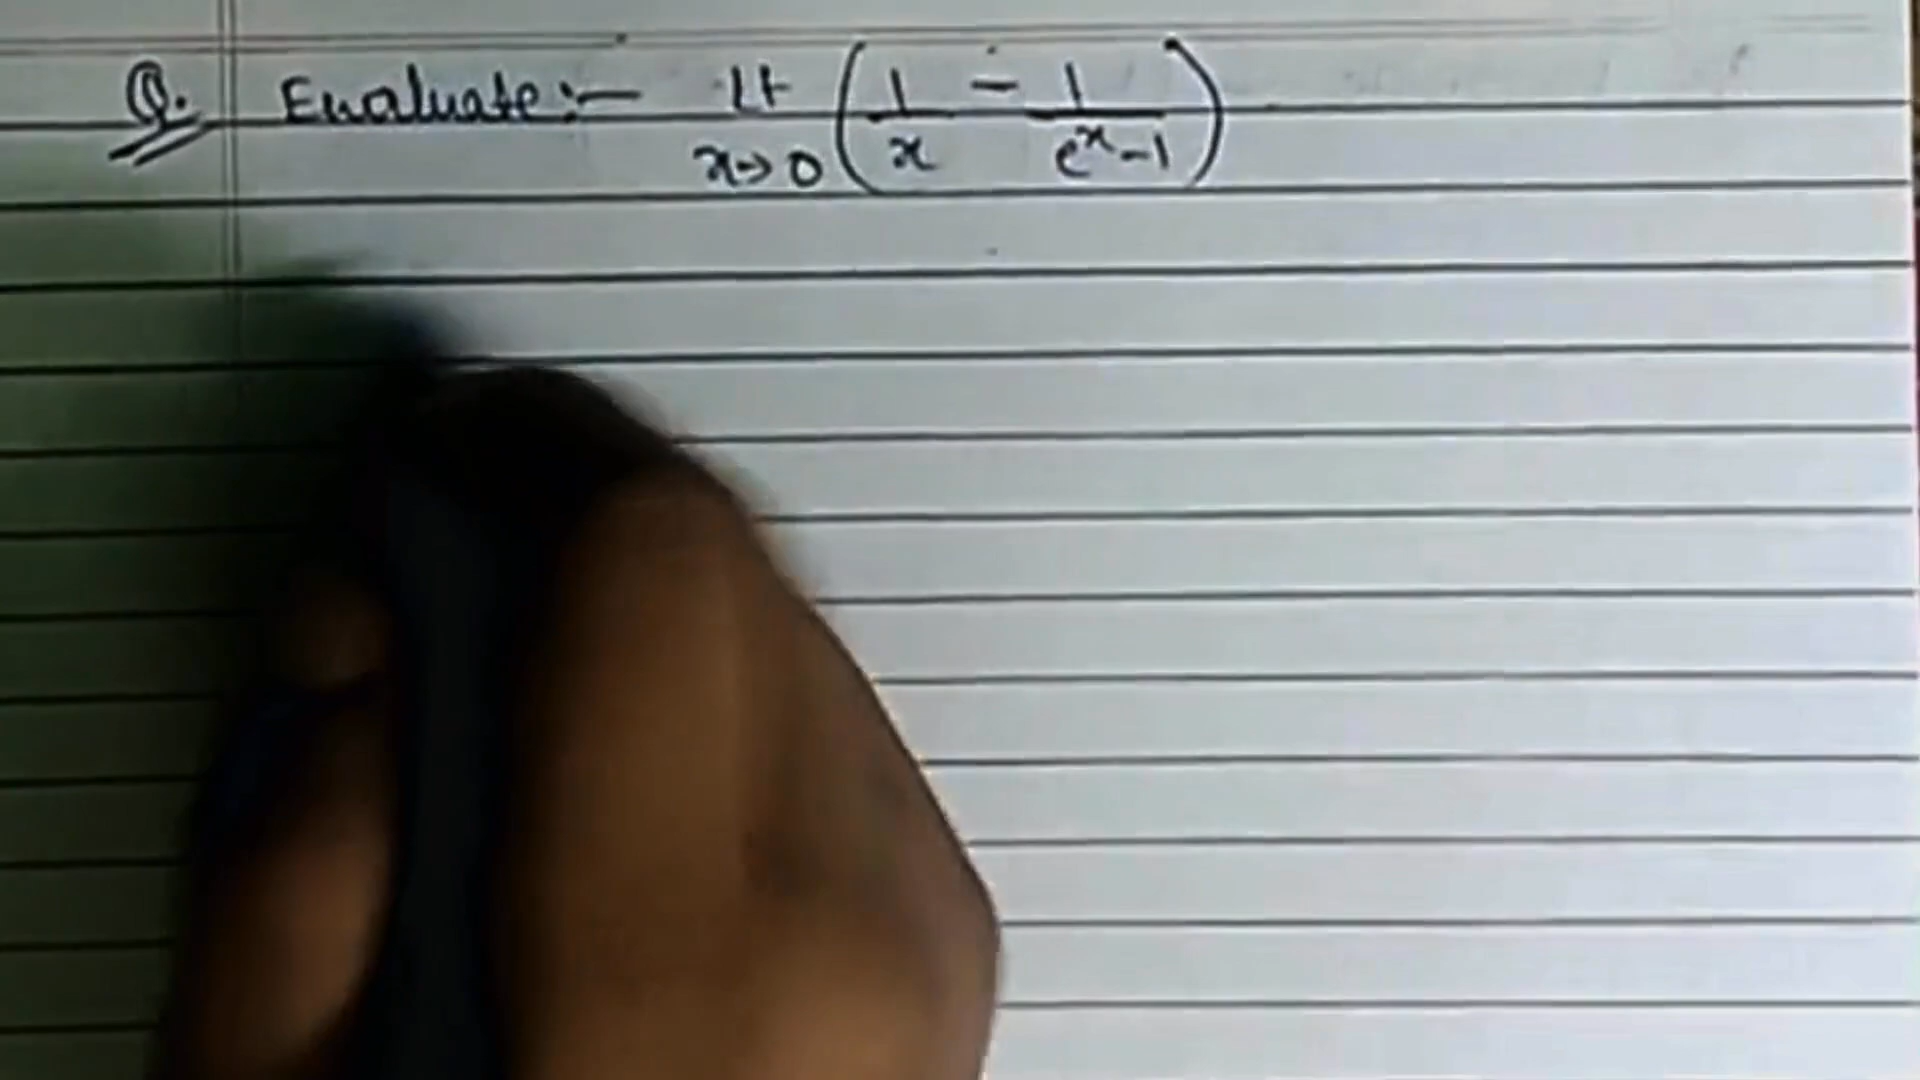 Q. Evaluate:- Lt x→0 (1/x - 1/(e^x-1))